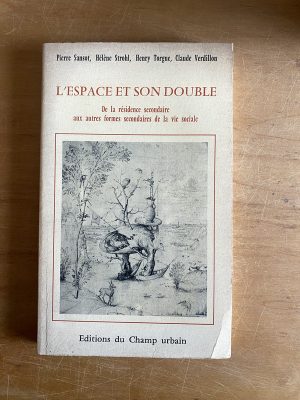 Pierre Sansot, Hélène Strohl, Henry Torgue, Claude Verdillon
L'ESPACE ET SON DOUBLE
De la résidence secondaire
aux autres formes secondaires de la vie sociale
Editions du Champ urbain